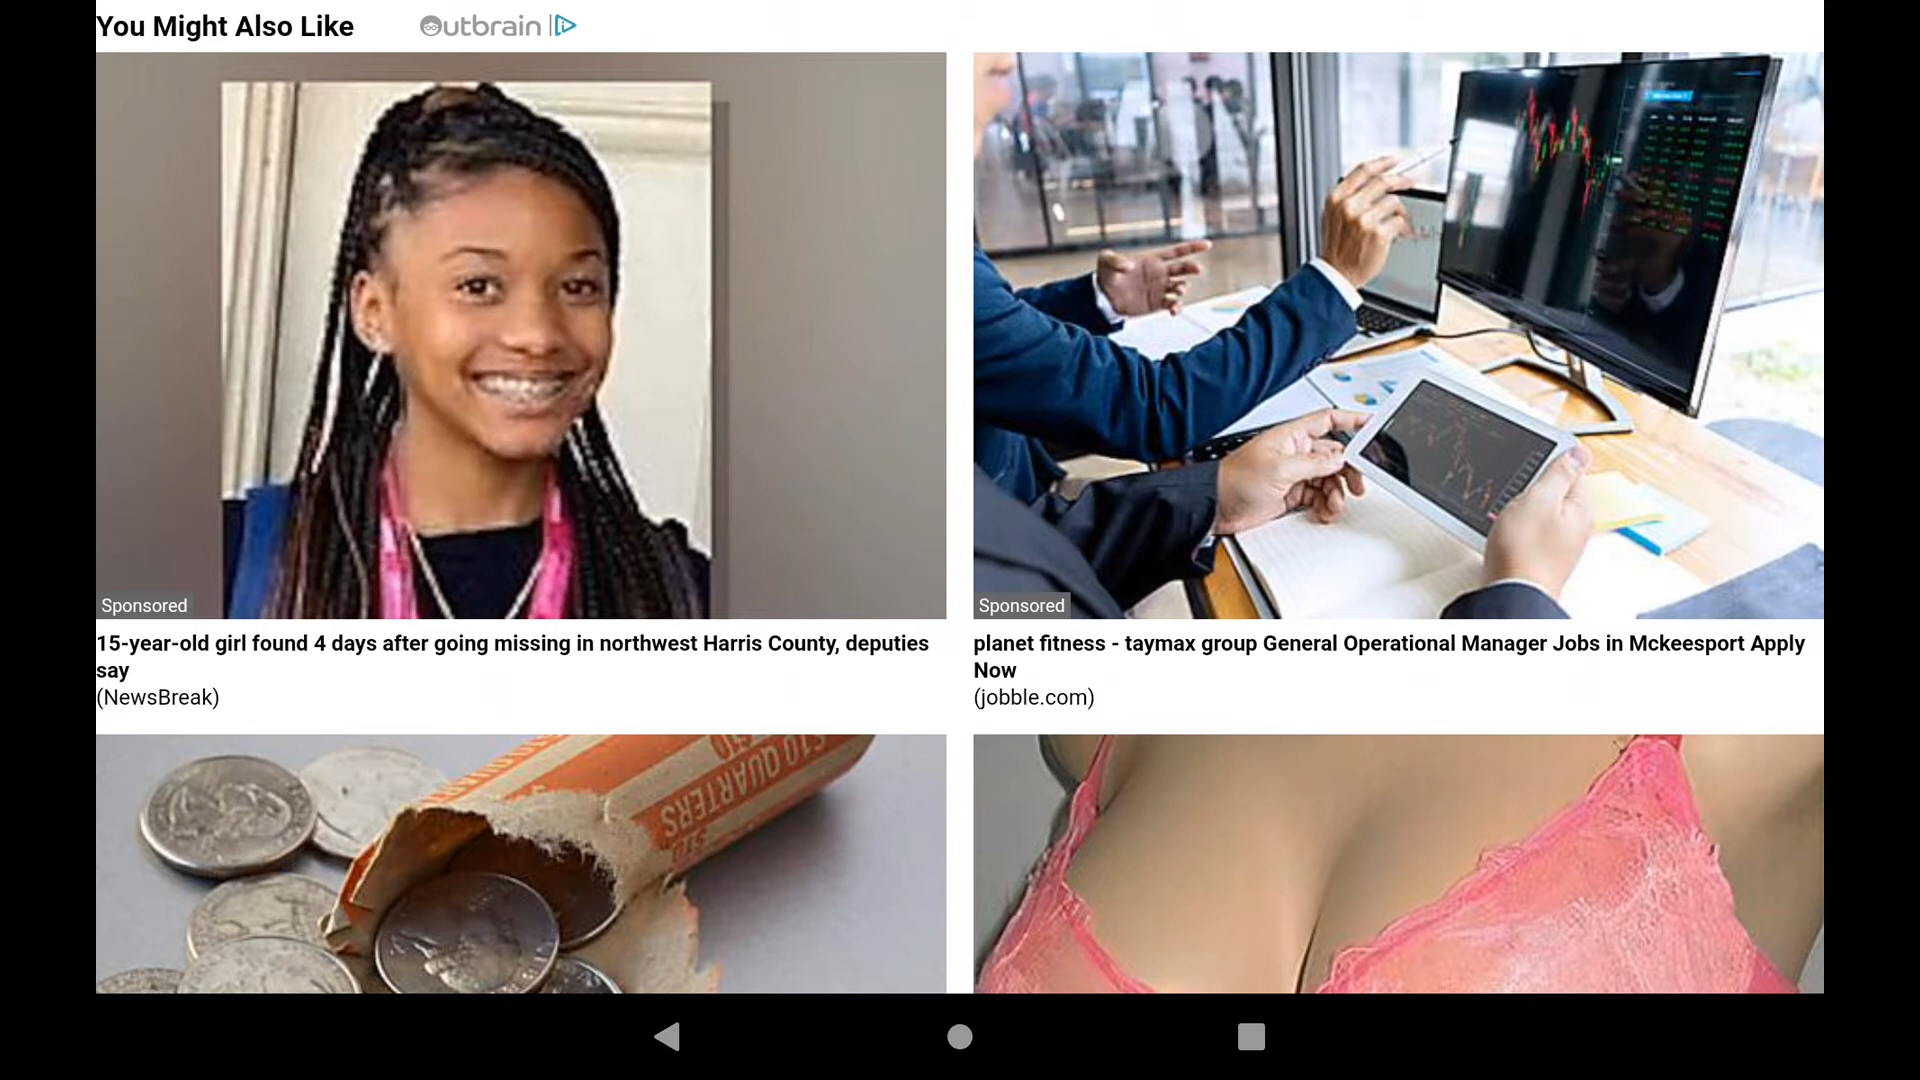 You Might Also Like
Outbrain
Sponsored
Sponsored
15-year-old girl found 4 days after going missing in northwest Harris County, deputies
say
(NewsBreak)
planet fitness - taymax group General Operational Manager Jobs in Mckeesport Apply
Now
(jobble.com)
$10 QUARTERS